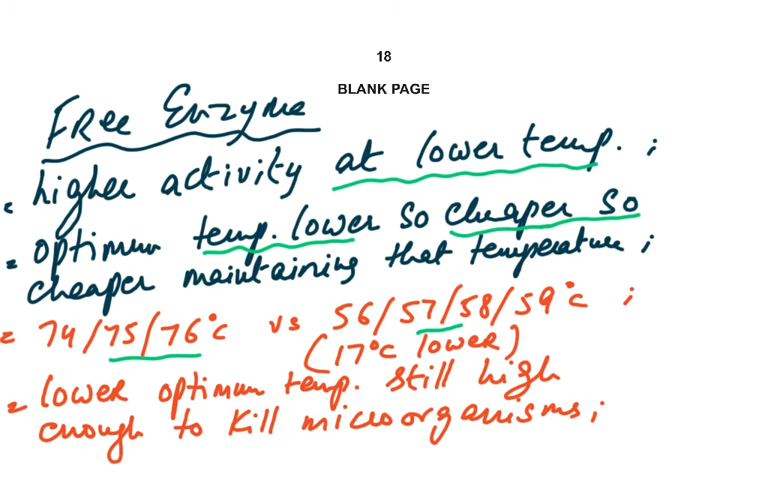 18
BLANK PAGE
Free Enzyme
= higher activity at lower temp. ;
= optimum temp. lower so cheaper so
cheaper maintaining that temperature ;
= 74/75/76°C vs 56/57/58/59°C ;
(17°C lower)
= lower optimum temp. still high
enough to kill microorganisms ;